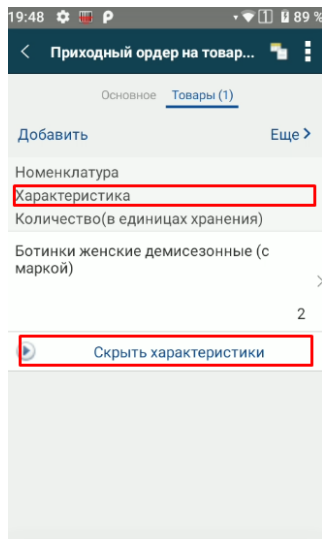 19:48 P 89 %
Приходный ордер на товар...
Основное Товары (1)
Добавить Еще
Номенклатура
Характеристика
Количество(в единицах хранения)
Ботинки женские демисезонные (с
маркой)
2
Скрыть характеристики